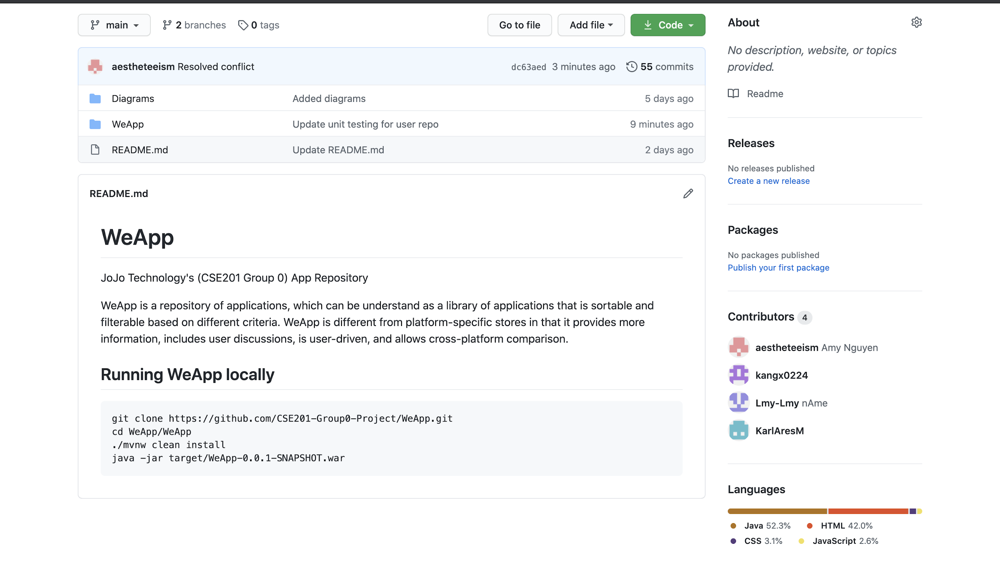 main
2 branches
0 tags
Go to file
Add file
Code
aestheteeism Resolved conflict
dc63aed 3 minutes ago
55 commits
Diagrams
Added diagrams
5 days ago
WeApp
Update unit testing for user repo
9 minutes ago
README.md
Update README.md
2 days ago
README.md
WeApp
JoJo Technology's (CSE201 Group 0) App Repository
WeApp is a repository of applications, which can be understand as a library of applications that is sortable and
filterable based on different criteria. WeApp is different from platform-specific stores in that it provides more
information, includes user discussions, is user-driven, and allows cross-platform comparison.
Running WeApp locally
git clone https://github.com/CSE201-Group0-Project/WeApp.git
cd WeApp/WeApp
./mvnw clean install
java -jar target/WeApp-0.0.1-SNAPSHOT.war
About
No description, website, or topics
provided.
Readme
Releases
No releases published
Create a new release
Packages
No packages published
Publish your first package
Contributors 4
aestheteeism Amy Nguyen
kangx0224
Lmy-Lmy nAme
KarlAresM
Languages
Java 52.3%
HTML 42.0%
CSS 3.1%
JavaScript 2.6%